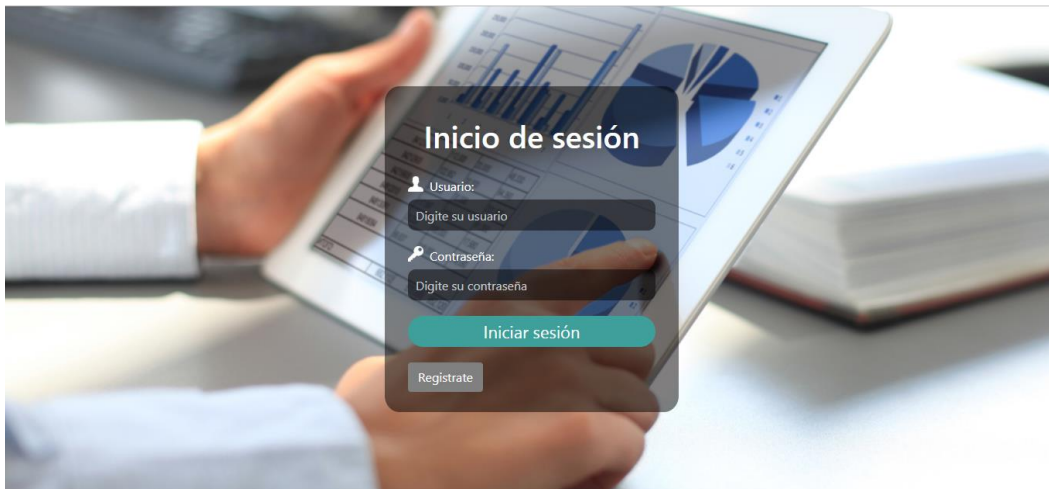 Inicio de sesión
Usuario:
Digite su usuario
Contraseña:
Digite su contraseña
Iniciar sesión
Registrate